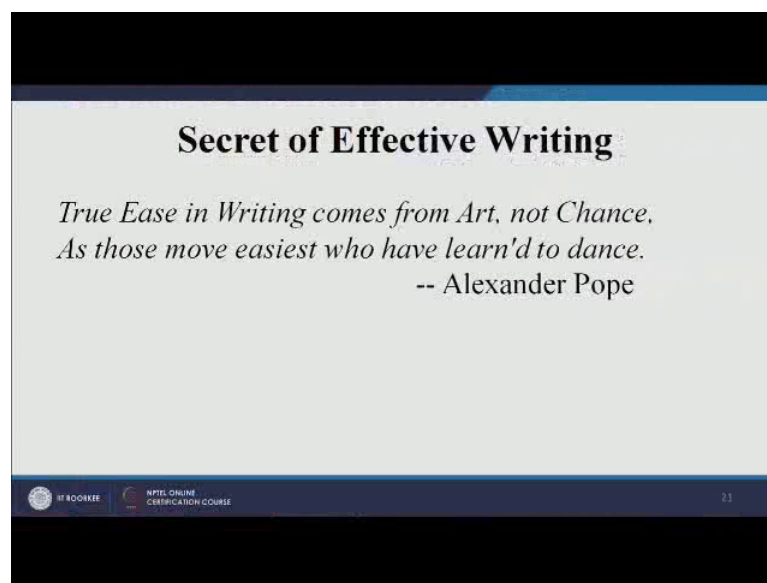 Secret of Effective Writing
True Ease in Writing comes from Art, not Chance,
As those move easiest who have learn'd to dance.
-- Alexander Pope
IIT ROORKEE
NPTEL ONLINE
CERTIFICATION COURSE
21